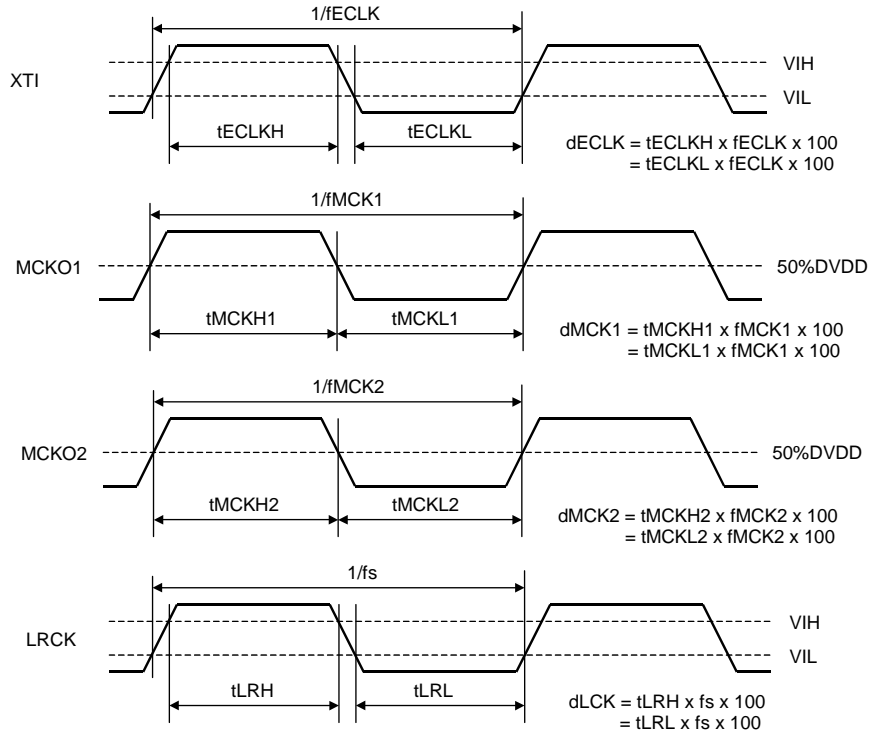 1/fECLK
XTI
VIH
VIL
tECLKH
tECLKL
dECLK = tECLKH x fECLK x 100
= tECLKL x fECLK x 100
1/fMCK1
MCKO1
50%DVDD
tMCKH1
tMCKL1
dMCK1 = tMCKH1 x fMCK1 x 100
= tMCKL1 x fMCK1 x 100
1/fMCK2
MCKO2
50%DVDD
tMCKH2
tMCKL2
dMCK2 = tMCKH2 x fMCK2 x 100
= tMCKL2 x fMCK2 x 100
1/fs
LRCK
VIH
VIL
tLRH
tLRL
dLCK = tLRH x fs x 100
= tLRL x fs x 100